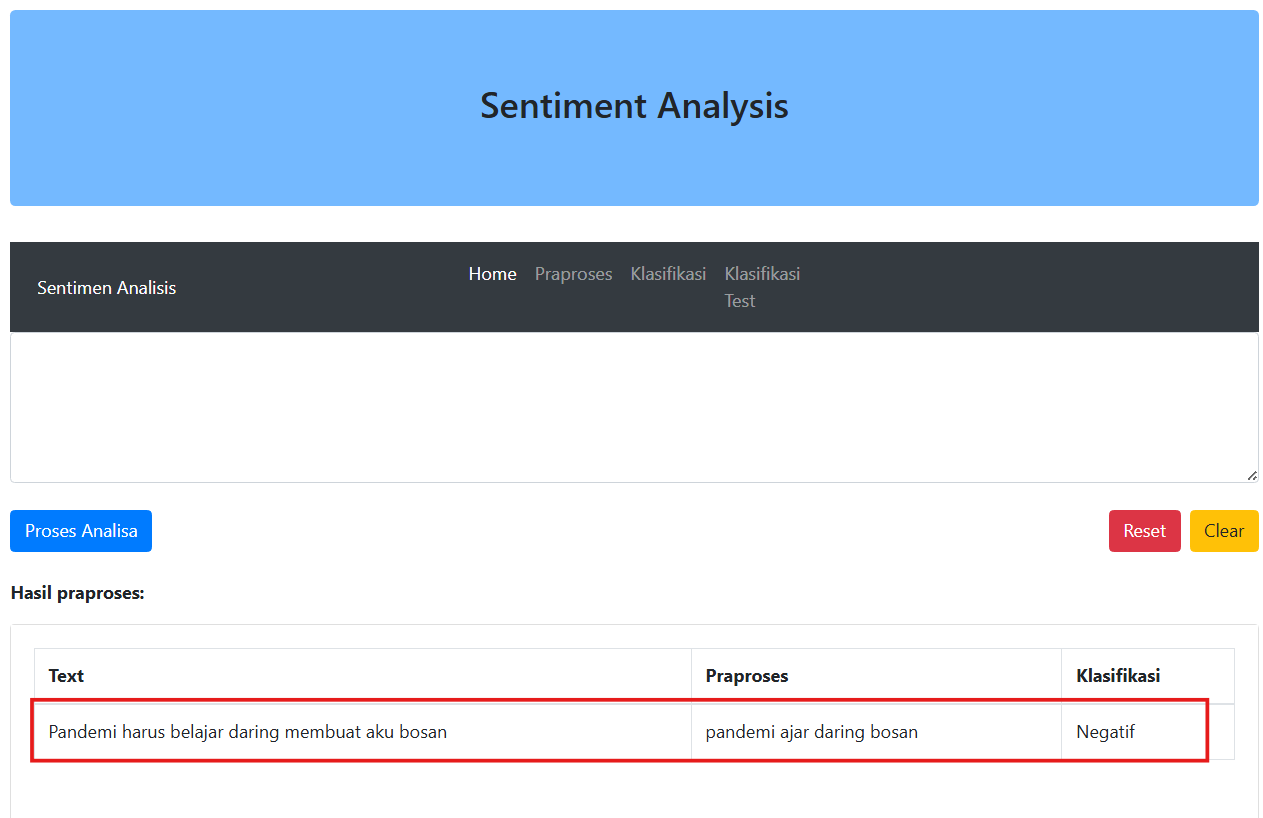 Sentiment Analysis
Sentimen Analisis
Home Praproses Klasifikasi Klasifikasi
Test
Proses Analisa
Reset Clear
Hasil praproses:
Text Praproses Klasifikasi
Pandemi harus belajar daring membuat aku bosan pandemi ajar daring bosan Negatif